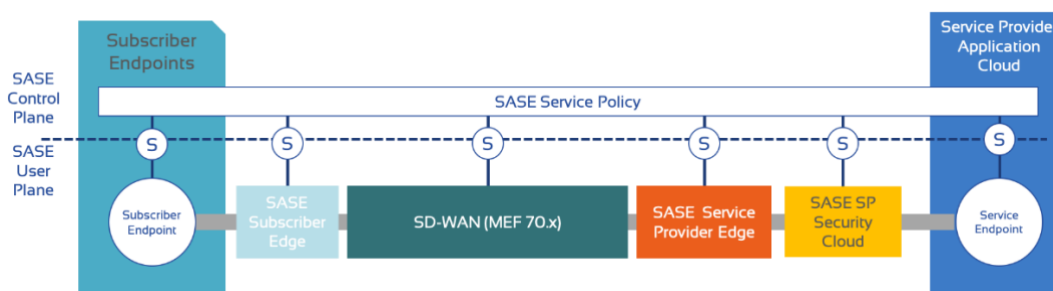 Subscriber
Endpoints
Service Provide
Application
Cloud
SASE
Control
Plane
SASE Service Policy
S S S S S S
SASE
User
Plane
Subscriber
Endpoint
SASE
Subscriber
Edge
SD-WAN (MEF 70.x)
SASE Service
Provider Edge
SASE SP
Security
Cloud
Service
Endpoint